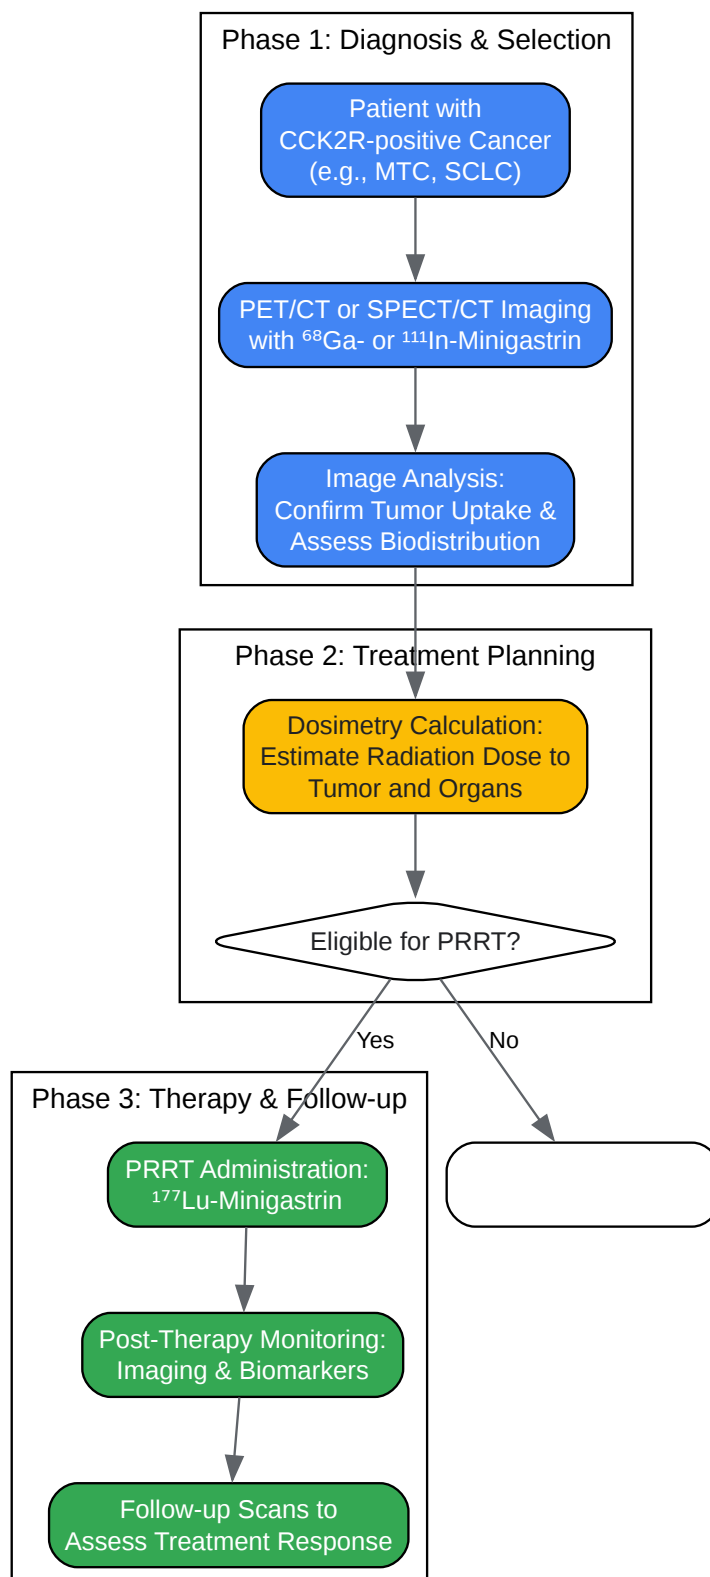 Phase 1: Diagnosis & Selection
Patient with
CCK2R-positive Cancer
(e.g., MTC, SCLC)
PET/CT or SPECT/CT Imaging
with ⁶⁸Ga- or ¹¹¹In-Minigastrin
Image Analysis:
Confirm Tumor Uptake &
Assess Biodistribution
Phase 2: Treatment Planning
Dosimetry Calculation:
Estimate Radiation Dose to
Tumor and Organs
Eligible for PRRT?
Yes
No
Phase 3: Therapy & Follow-up
PRRT Administration:
¹⁷⁷Lu-Minigastrin
Post-Therapy Monitoring:
Imaging & Biomarkers
Follow-up Scans to
Assess Treatment Response